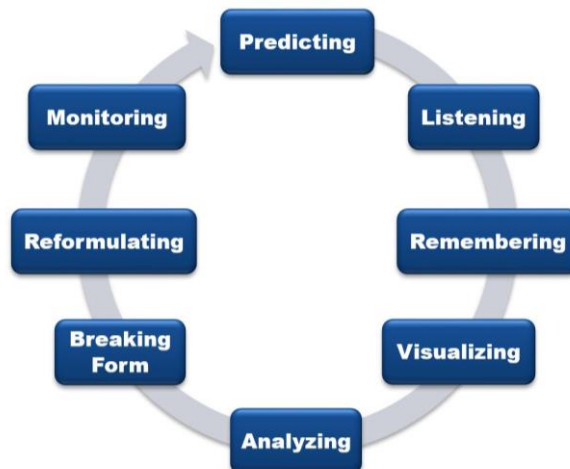 Predicting
Listening
Remembering
Visualizing
Analyzing
Breaking
Form
Reformulating
Monitoring